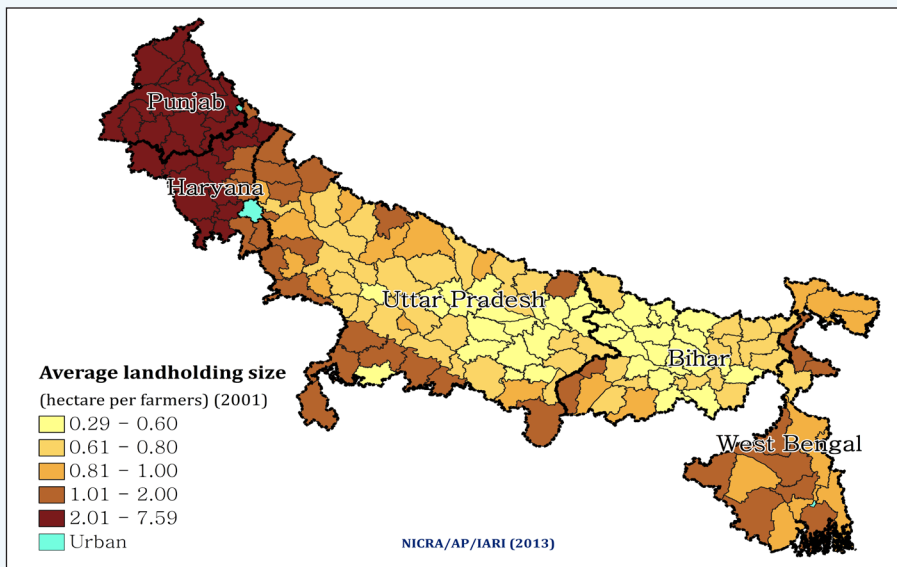 Punjab
Haryana
Uttar Pradesh
Bihar
West Bengal
Average landholding size
(hectare per farmers) (2001)
0.29 - 0.60
0.61 - 0.80
0.81 - 1.00
1.01 - 2.00
2.01 - 7.59
Urban
NICRA/AP/IARI (2013)